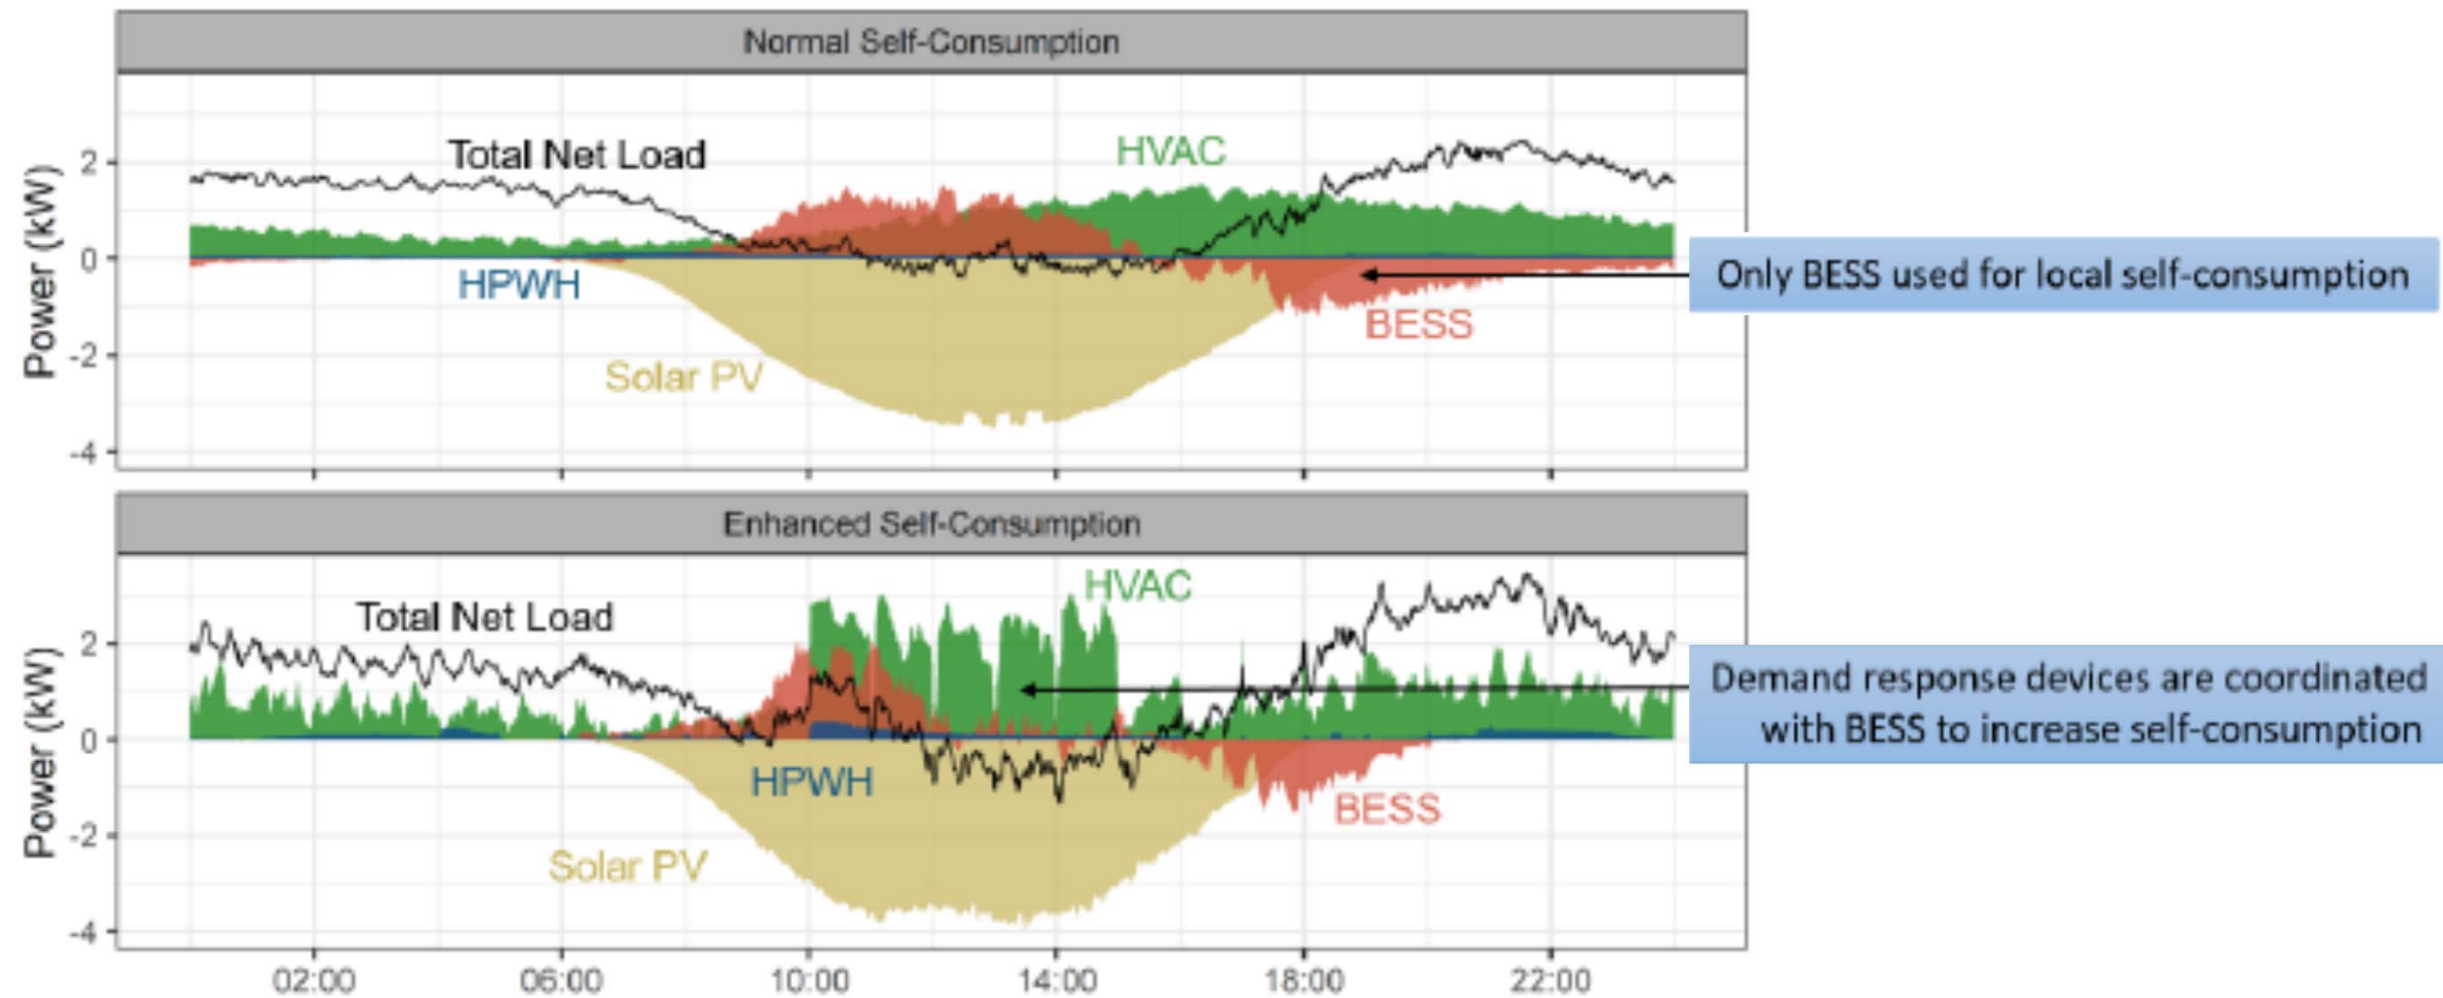 Normal Self-Consumption
Total Net Load
HVAC
2
0
-2
-4
Power (kW)
HPWH
Solar PV
BESS
Only BESS used for local self-consumption
Enhanced Self-Consumption
HVAC
Total Net Load
2
0
-2
-4
Power (kW)
Demand response devices are coordinated
with BESS to increase self-consumption
HPWH
BESS
Solar PV
02:00 06:00 10:00 14:00 18:00 22:00